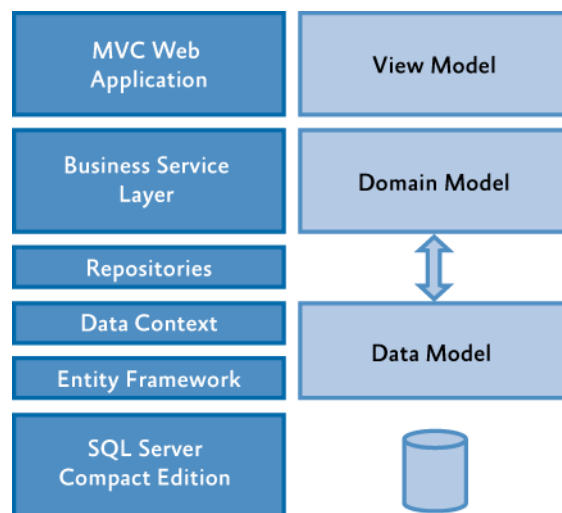 MVC Web
Application
View Model
Business Service
Layer
Domain Model
Repositories
Data Context
Data Model
Entity Framework
SQL Server
Compact Edition